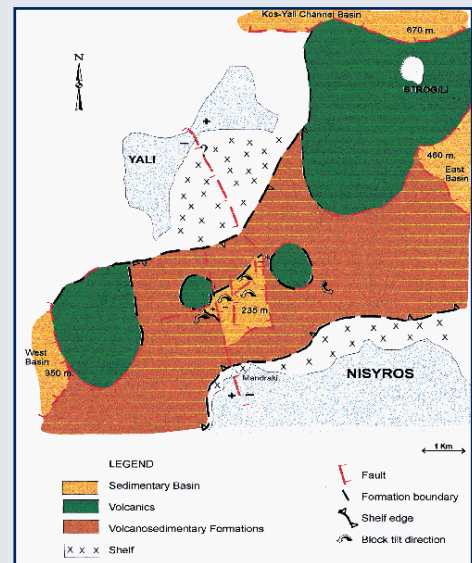 Kos-Yali Channel Basin
670 m.
N
S
STROGILI
+
–
?
YALI
460 m.
East
Basin
235 m.
West
Basin
350 m.
Mandraki
NISYROS
+ –
1 Km
LEGEND
Sedimentary Basin
Volcanics
Volcanosedimentary Formations
x x x Shelf
Fault
Formation boundary
Shelf edge
Block tilt direction